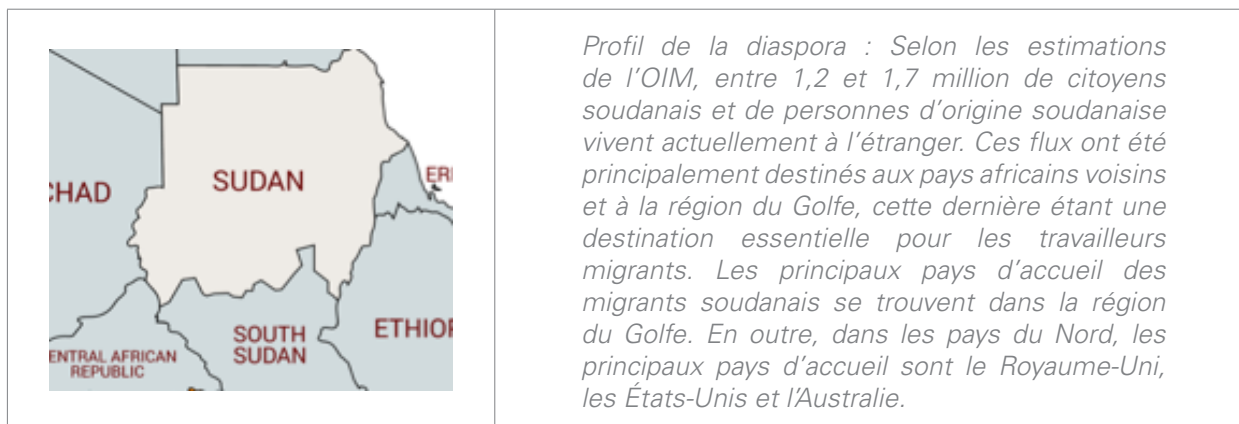 CHAD
SUDAN
ERI
SOUTH
SUDAN
ETHIOP
ENTRAL AFRICAN
REPUBLIC
Profil de la diaspora : Selon les estimations
de l’OIM, entre 1,2 et 1,7 million de citoyens
soudanais et de personnes d’origine soudanaise
vivent actuellement à l’étranger. Ces flux ont été
principalement destinés aux pays africains voisins
et à la région du Golfe, cette dernière étant une
destination essentielle pour les travailleurs
migrants. Les principaux pays d’accueil des
migrants soudanais se trouvent dans la région
du Golfe. En outre, dans les pays du Nord, les
principaux pays d’accueil sont le Royaume-Uni,
les États-Unis et l’Australie.